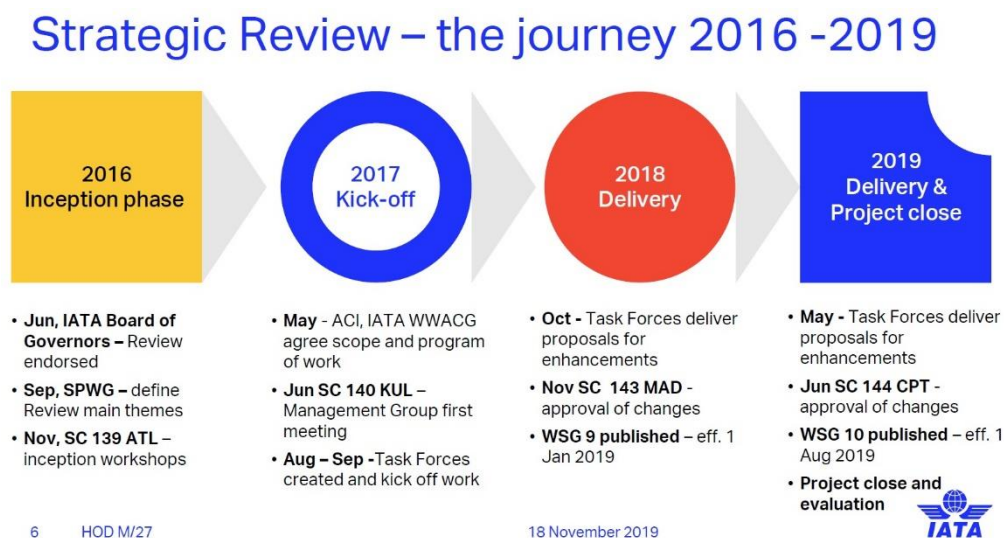 Strategic Review – the journey 2016 -2019
2016
Inception phase
2017
Kick-off
2018
Delivery
2019
Delivery &
Project close
• Jun, IATA Board of
Governors – Review
endorsed
• Sep, SPWG – define
Review main themes
• Nov, SC 139 ATL –
inception workshops
• May - ACI, IATA WWACG
agree scope and program
of work
• Jun SC 140 KUL –
Management Group first
meeting
• Aug – Sep -Task Forces
created and kick off work
• Oct - Task Forces deliver
proposals for
enhancements
• Nov SC 143 MAD -
approval of changes
• WSG 9 published – eff. 1
Jan 2019
• May - Task Forces deliver
proposals for
enhancements
• Jun SC 144 CPT -
approval of changes
• WSG 10 published – eff. 1
Aug 2019
• Project close and
evaluation
6 HOD M/27
18 November 2019
IATA